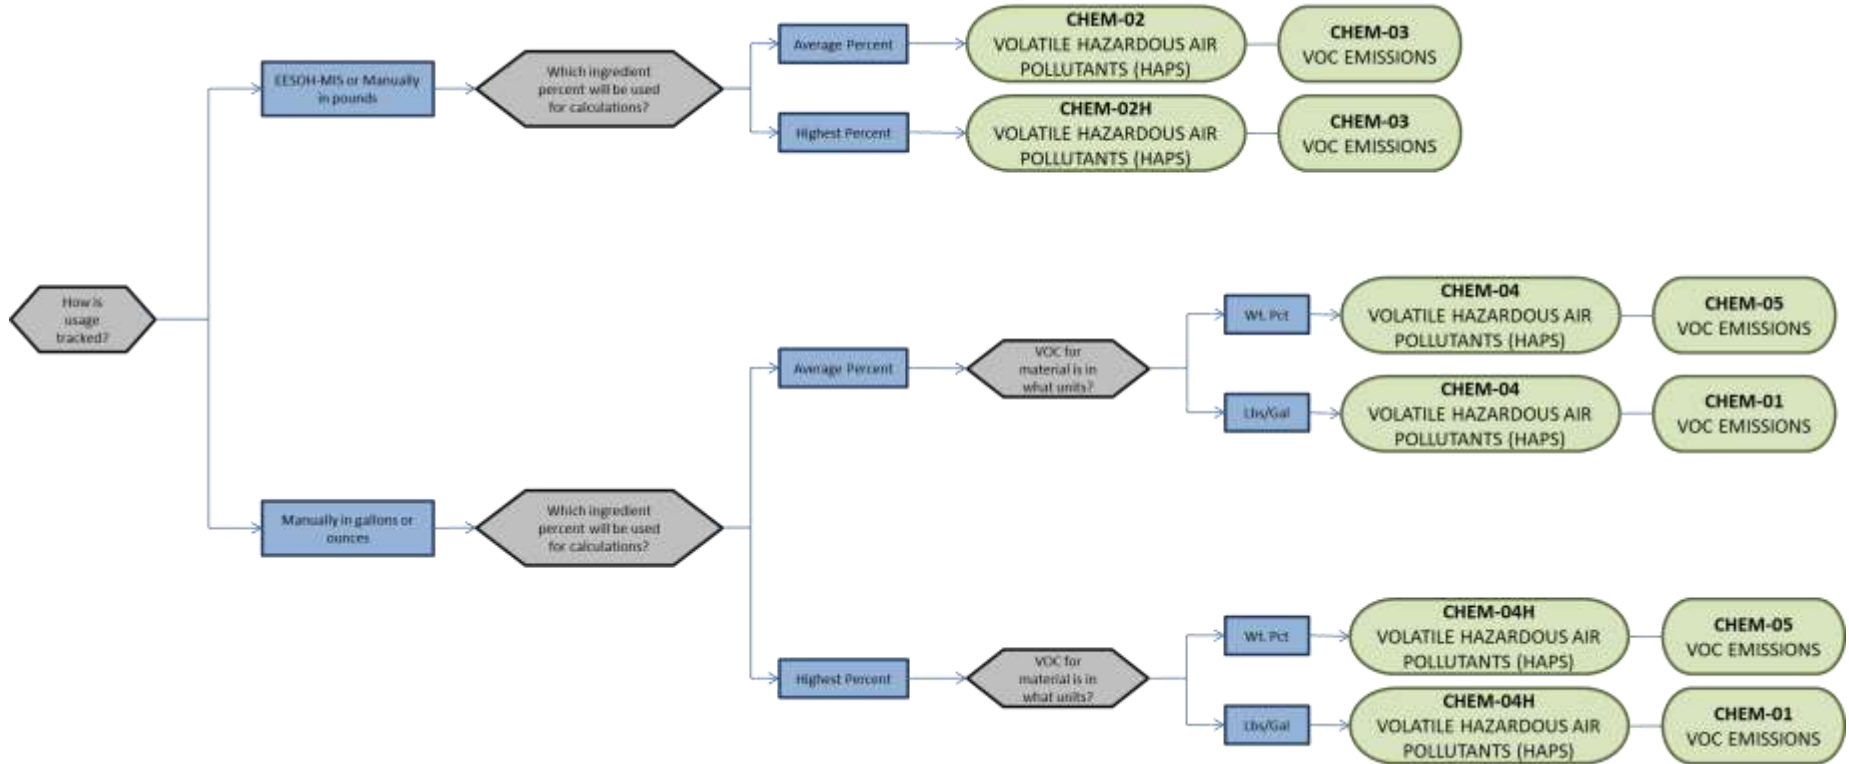 How is
usage
tracked?
EESOH-MIS or Manually
in pounds
Which ingredient
percent will be used
for calculations?
Average Percent
CHEM-02
VOLATILE HAZARDOUS AIR
POLLUTANTS (HAPS)
CHEM-03
VOC EMISSIONS
Highest Percent
CHEM-02H
VOLATILE HAZARDOUS AIR
POLLUTANTS (HAPS)
CHEM-03
VOC EMISSIONS
Manually in gallons or
ounces
Which ingredient
percent will be used
for calculations?
Average Percent
VOC for
material is in
what units?
Wt. Pct
CHEM-04
VOLATILE HAZARDOUS AIR
POLLUTANTS (HAPS)
CHEM-05
VOC EMISSIONS
Lbs/Gal
CHEM-04
VOLATILE HAZARDOUS AIR
POLLUTANTS (HAPS)
CHEM-01
VOC EMISSIONS
Highest Percent
VOC for
material is in
what units?
Wt. Pct
CHEM-04H
VOLATILE HAZARDOUS AIR
POLLUTANTS (HAPS)
CHEM-05
VOC EMISSIONS
Lbs/Gal
CHEM-04H
VOLATILE HAZARDOUS AIR
POLLUTANTS (HAPS)
CHEM-01
VOC EMISSIONS